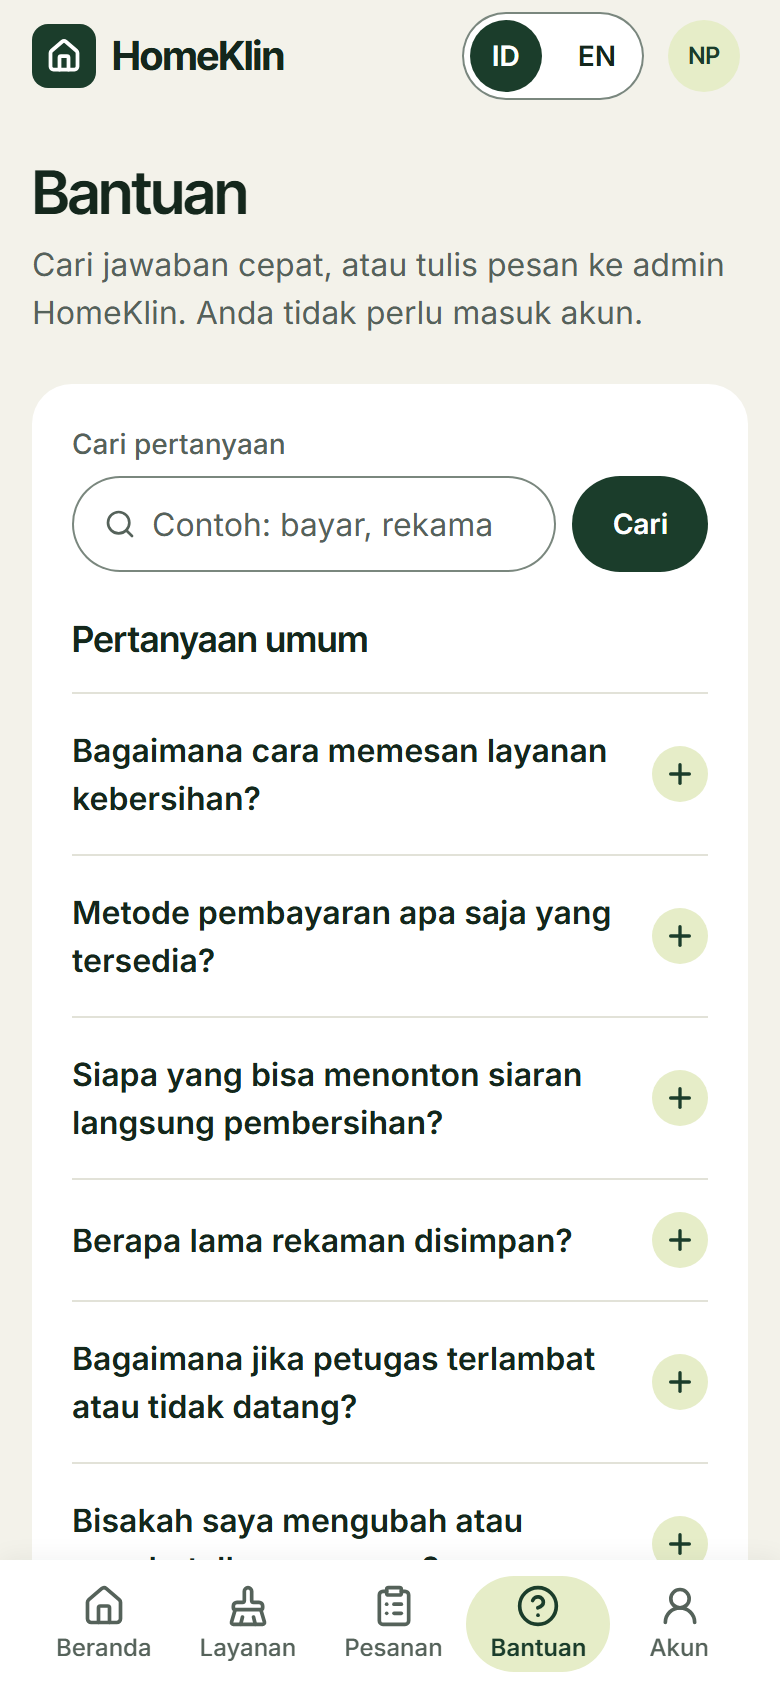 HomeKlin
ID
EN
NP
Bantuan
Cari jawaban cepat, atau tulis pesan ke admin
HomeKlin. Anda tidak perlu masuk akun.
Cari pertanyaan
Contoh: bayar, rekama
Cari
Pertanyaan umum
Bagaimana cara memesan layanan
kebersihan?
Metode pembayaran apa saja yang
tersedia?
Siapa yang bisa menonton siaran
langsung pembersihan?
Berapa lama rekaman disimpan?
Bagaimana jika petugas terlambat
atau tidak datang?
Bisakah saya mengubah atau
Beranda
Layanan
Pesanan
Bantuan
Akun